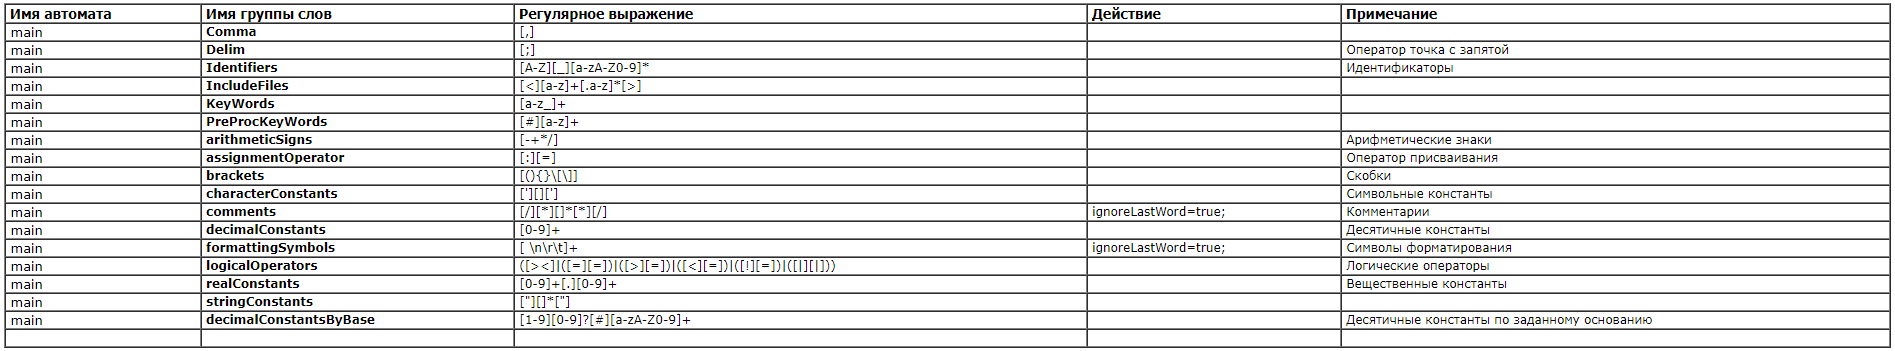 Имя автомата Имя группы слов Регулярное выражение Действие Примечание
main Comma [,]
main Delim [;] Оператор точка с запятой
main Identifiers [A-Z][_][a-zA-Z0-9]* Идентификаторы
main IncludeFiles [<][a-z]+[.a-z]*[>]
main KeyWords [a-z_]+
main PreProcKeyWords [#][a-z]+
main arithmeticSigns [-+*/] Арифметические знаки
main assignmentOperator [:][=] Оператор присваивания
main brackets [(){}\[\]] Скобки
main characterConstants ['][]['] Символьные константы
main comments [/][*][]*[*][/] ignoreLastWord=true; Комментарии
main decimalConstants [0-9]+ Десятичные константы
main formattingSymbols [ \n\r\t]+ ignoreLastWord=true; Символы форматирования
main logicalOperators ([><]|([=][=])|([>][=])|([<][=])|([!][=])|([|][|])) Логические операторы
main realConstants [0-9]+[.][0-9]+ Вещественные константы
main stringConstants ["][]*["]
main decimalConstantsByBase [1-9][0-9]?[#][a-zA-Z0-9]+ Десятичные константы по заданному основанию